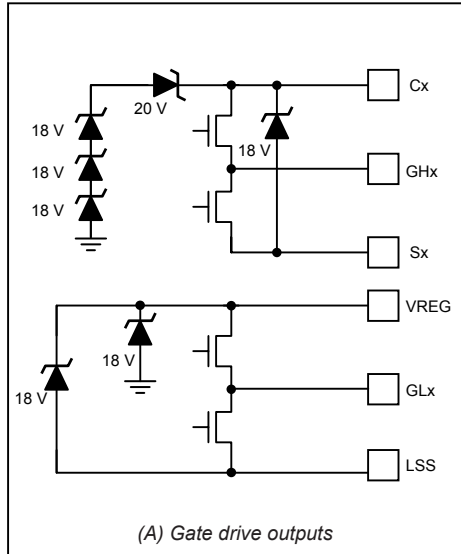 Cx
20 V
18 V
18 V
18 V
18 V
GHx
Sx
VREG
18 V
18 V
GLx
LSS
(A) Gate drive outputs